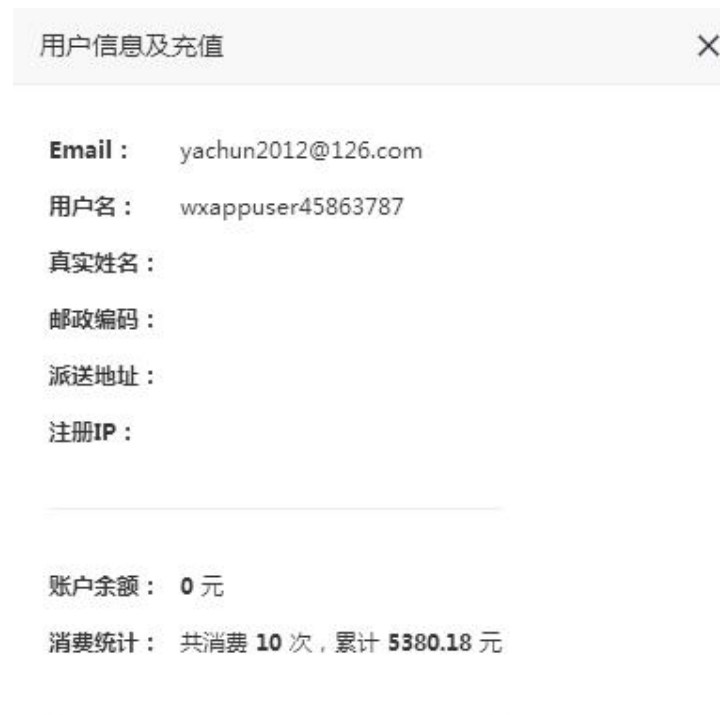 用户信息及充值
Email： yachun2012@126.com
用户名： wxappuser45863787
真实姓名：
邮政编码：
派送地址：
注册IP：
账户余额： 0 元
消费统计： 共消费 10 次，累计 5380.18 元